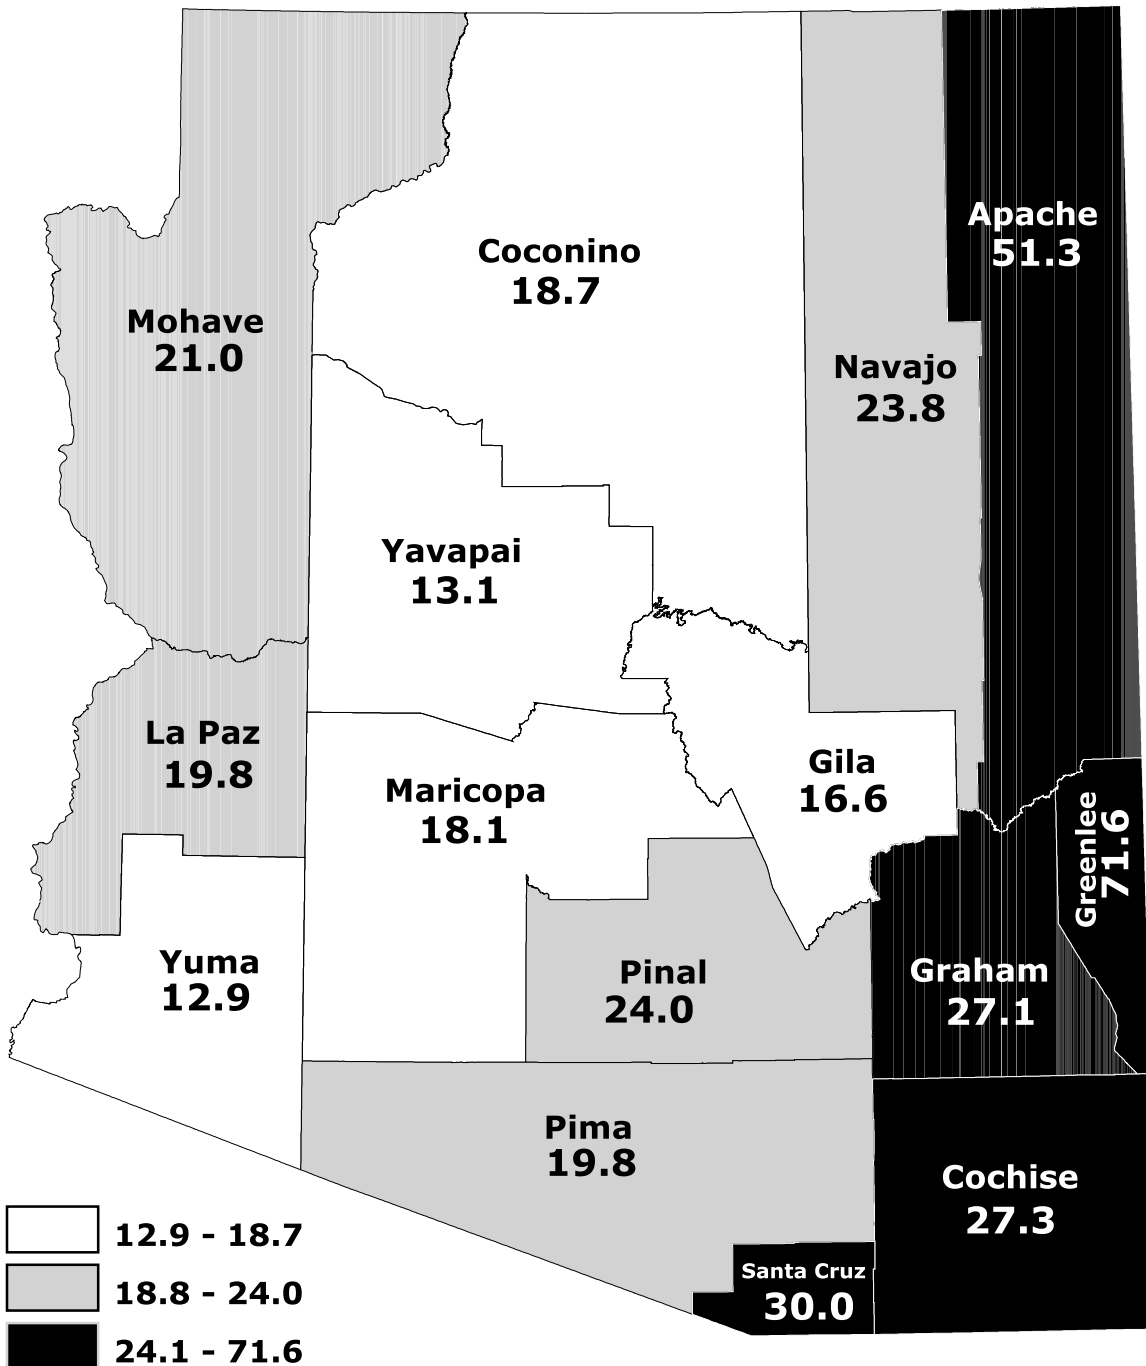 Apache
51.3
Coconino
18.7
Mohave
21.0
Navajo
23.8
Yavapai
13.1
La Paz
19.8
Gila
16.6
Maricopa
18.1
Greenlee
71.6
Yuma
12.9
Pinal
24.0
Graham
27.1
Pima
19.8
Cochise
27.3
Santa Cruz
30.0
12.9 - 18.7
18.8 - 24.0
24.1 - 71.6